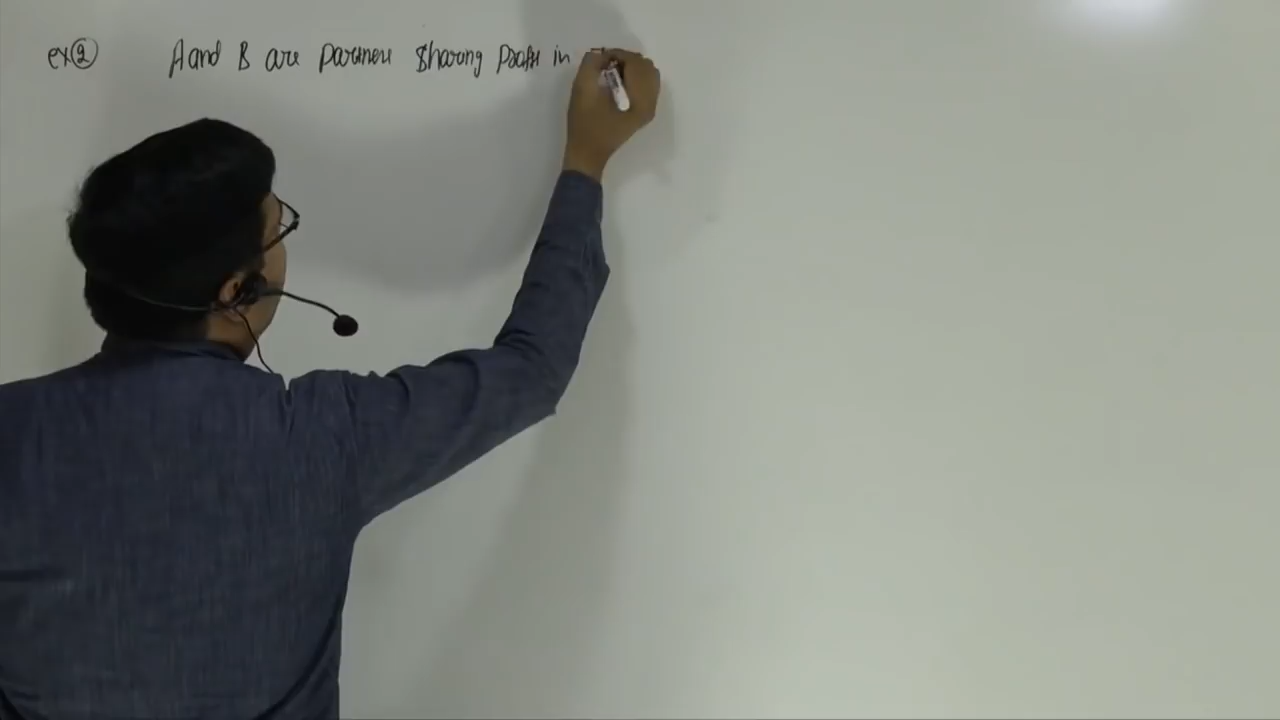 ex② A and B are partners sharing Profit in